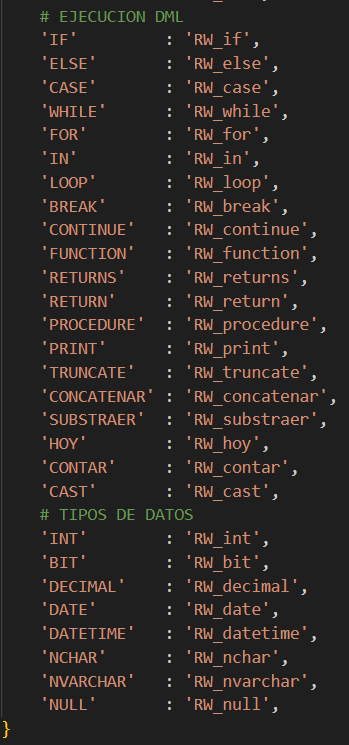 # EJECUCION DML
'IF' : 'RW_if',
'ELSE' : 'RW_else',
'CASE' : 'RW_case',
'WHILE' : 'RW_while',
'FOR' : 'RW_for',
'IN' : 'RW_in',
'LOOP' : 'RW_loop',
'BREAK' : 'RW_break',
'CONTINUE' : 'RW_continue',
'FUNCTION' : 'RW_function',
'RETURNS' : 'RW_returns',
'RETURN' : 'RW_return',
'PROCEDURE' : 'RW_procedure',
'PRINT' : 'RW_print',
'TRUNCATE' : 'RW_truncate',
'CONCATENAR' : 'RW_concatenar',
'SUBSTRAER' : 'RW_substraer',
'HOY' : 'RW_hoy',
'CONTAR' : 'RW_contar',
'CAST' : 'RW_cast',
# TIPOS DE DATOS
'INT' : 'RW_int',
'BIT' : 'RW_bit',
'DECIMAL' : 'RW_decimal',
'DATE' : 'RW_date',
'DATETIME' : 'RW_datetime',
'NCHAR' : 'RW_nchar',
'NVARCHAR' : 'RW_nvarchar',
'NULL' : 'RW_null',
}